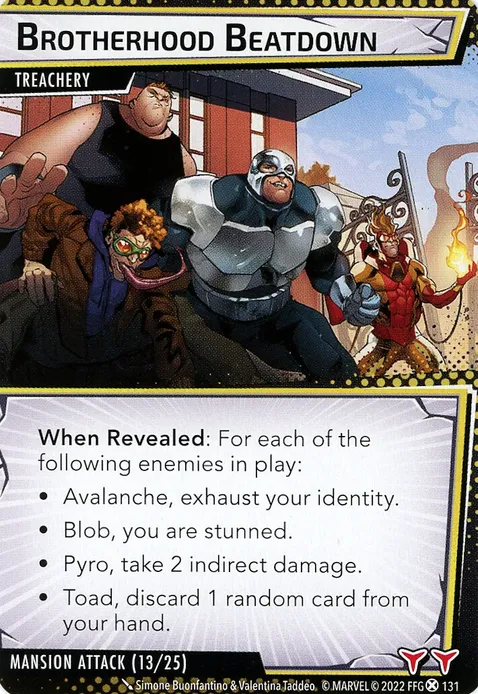 Brotherhood Beatdown
TREACHERY
When Revealed: For each of the
following enemies in play:
• Avalanche, exhaust your identity.
• Blob, you are stunned.
• Pyro, take 2 indirect damage.
• Toad, discard 1 random card from
your hand.
MANSION ATTACK (13/25)
Simone Buonfantino & Valentina Taddeo. © MARVEL © 2022 FFG 131